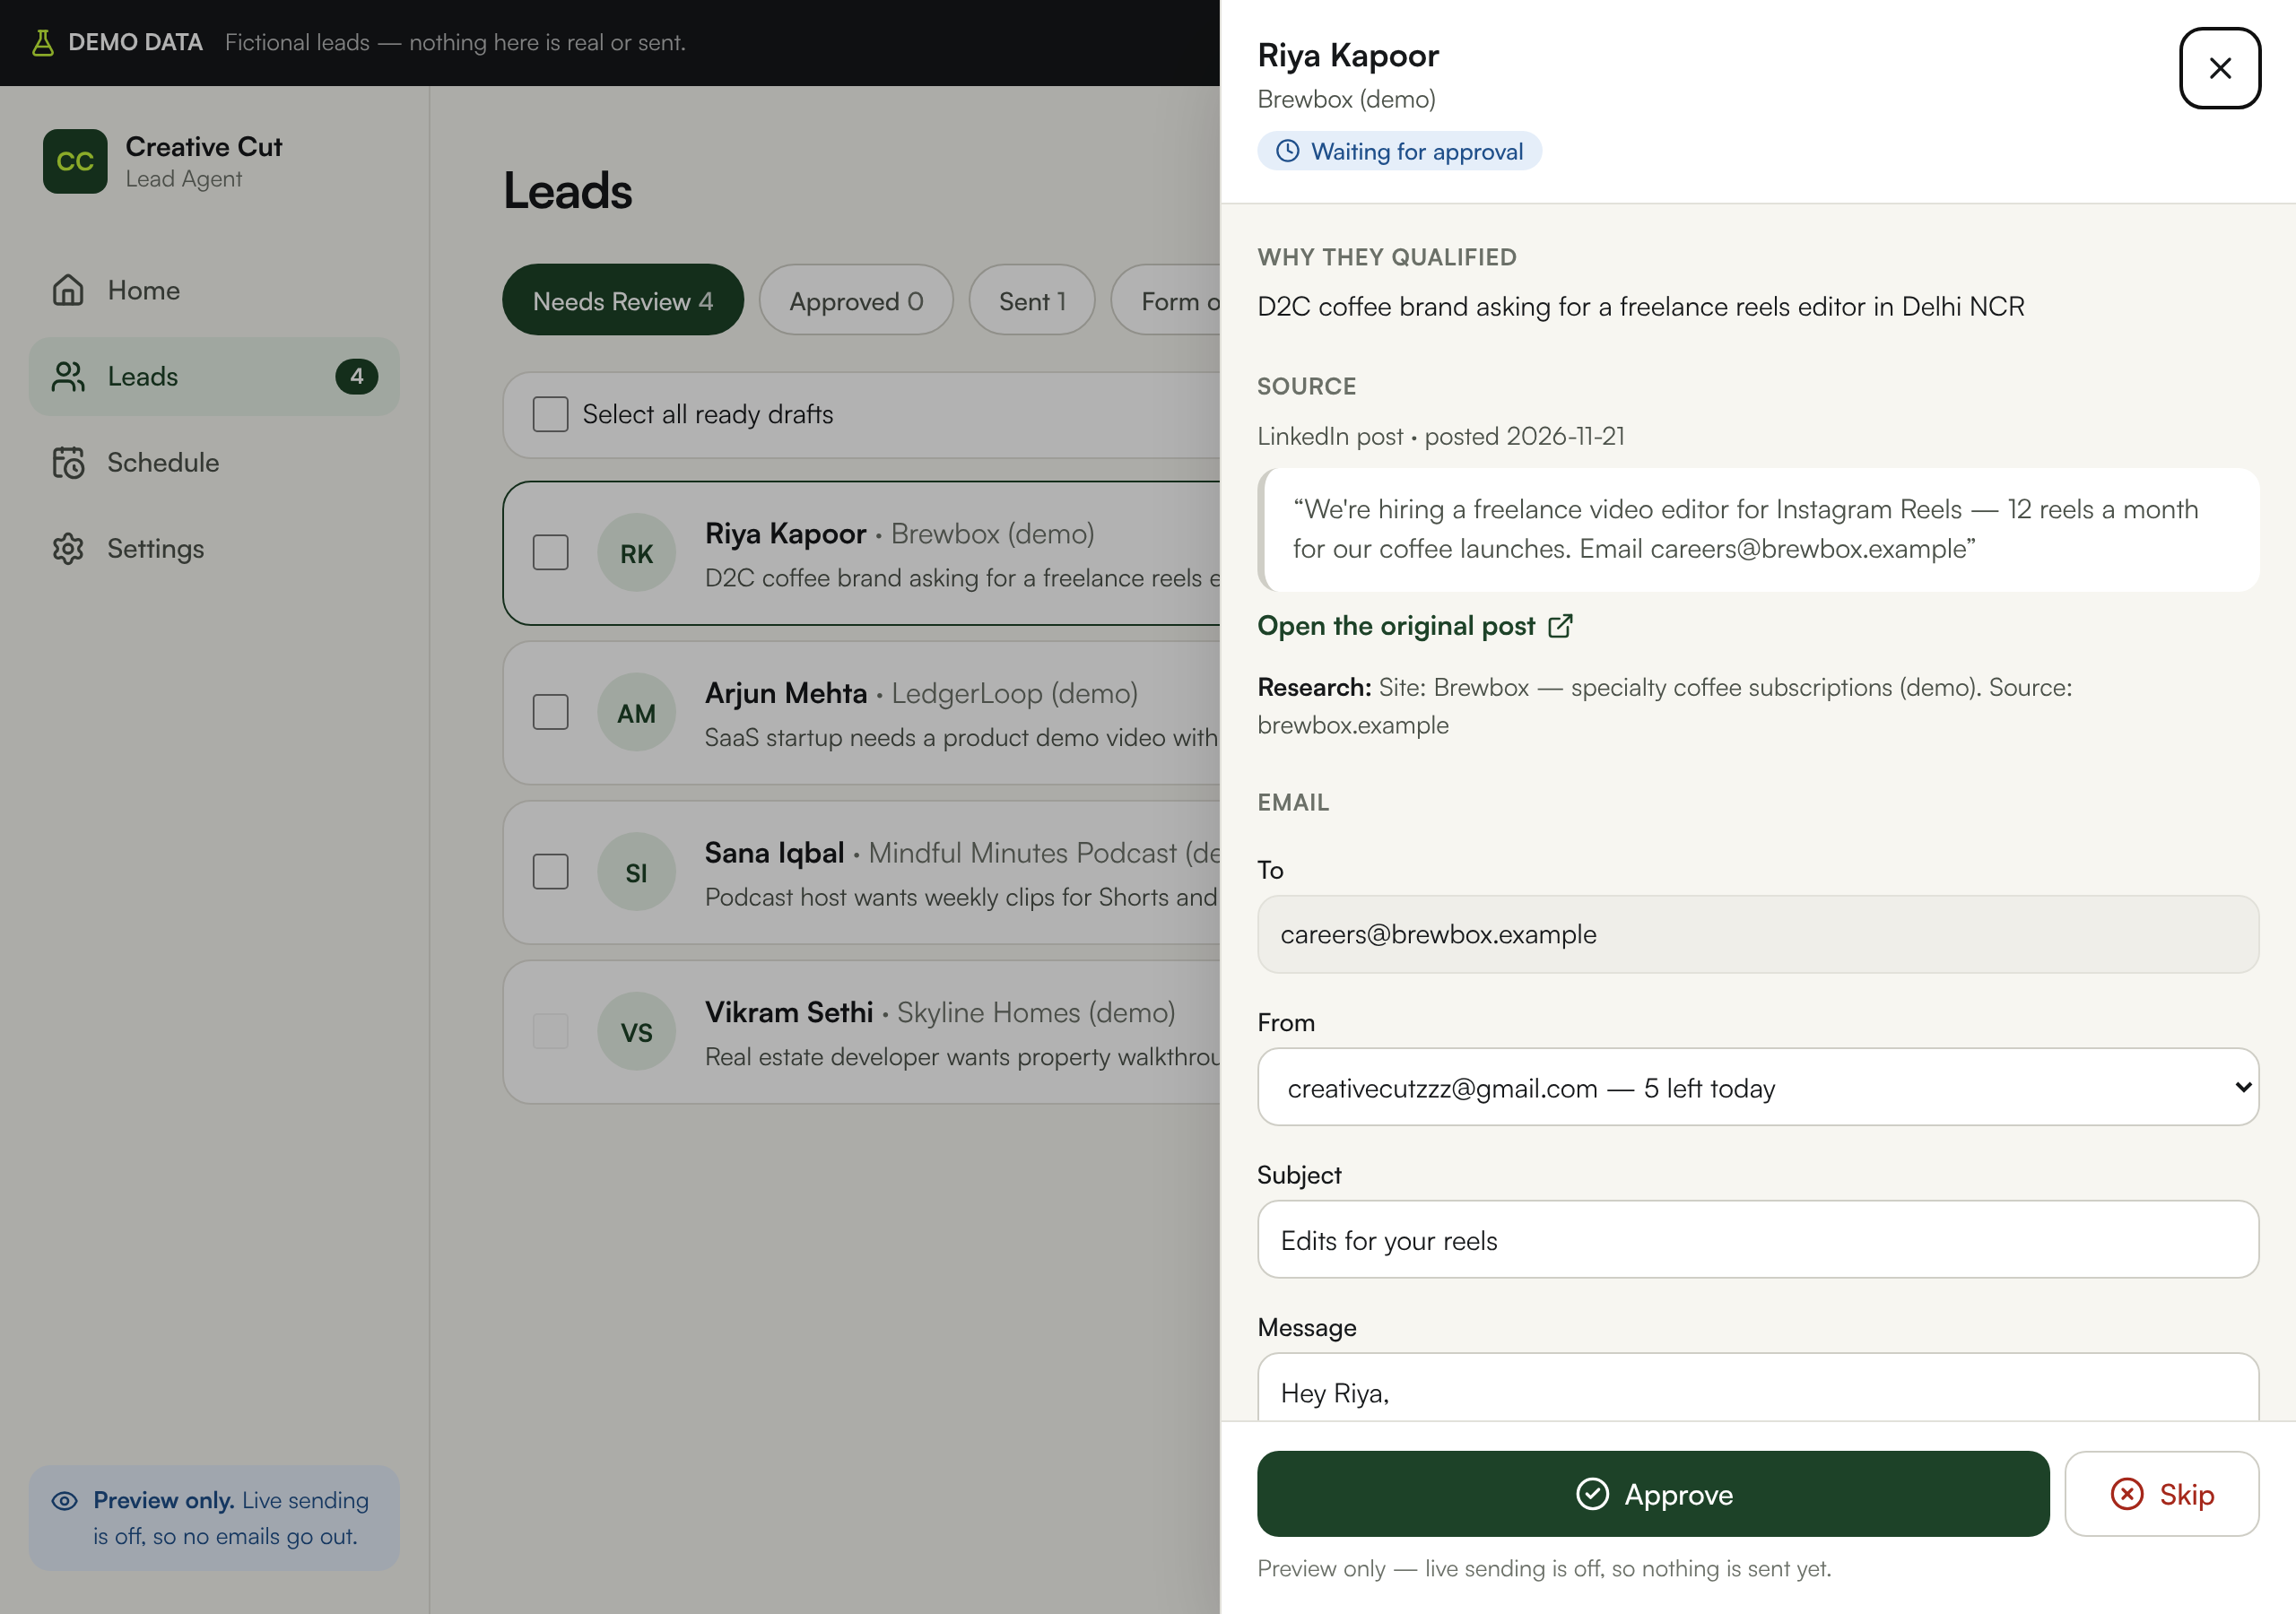 DEMO DATA Fictional leads — nothing here is real or sent.
CC
Creative Cut
Lead Agent
Home
Leads 4
Schedule
Settings
Preview only. Live sending
is off, so no emails go out.
Leads
Needs Review 4 Approved 0 Sent 1 Form o
Select all ready drafts
RK
Riya Kapoor · Brewbox (demo)
D2C coffee brand asking for a freelance reels e
AM
Arjun Mehta · LedgerLoop (demo)
SaaS startup needs a product demo video with
SI
Sana Iqbal · Mindful Minutes Podcast (de
Podcast host wants weekly clips for Shorts and
VS
Vikram Sethi · Skyline Homes (demo)
Real estate developer wants property walkthrou
Riya Kapoor
Brewbox (demo)
Waiting for approval
WHY THEY QUALIFIED
D2C coffee brand asking for a freelance reels editor in Delhi NCR
SOURCE
LinkedIn post · posted 2026-11-21
“We're hiring a freelance video editor for Instagram Reels — 12 reels a month
for our coffee launches. Email careers@brewbox.example”
Open the original post
Research: Site: Brewbox — specialty coffee subscriptions (demo). Source:
brewbox.example
EMAIL
To
careers@brewbox.example
From
creativecutzzz@gmail.com — 5 left today
Subject
Edits for your reels
Message
Hey Riya,
Approve
Skip
Preview only — live sending is off, so nothing is sent yet.